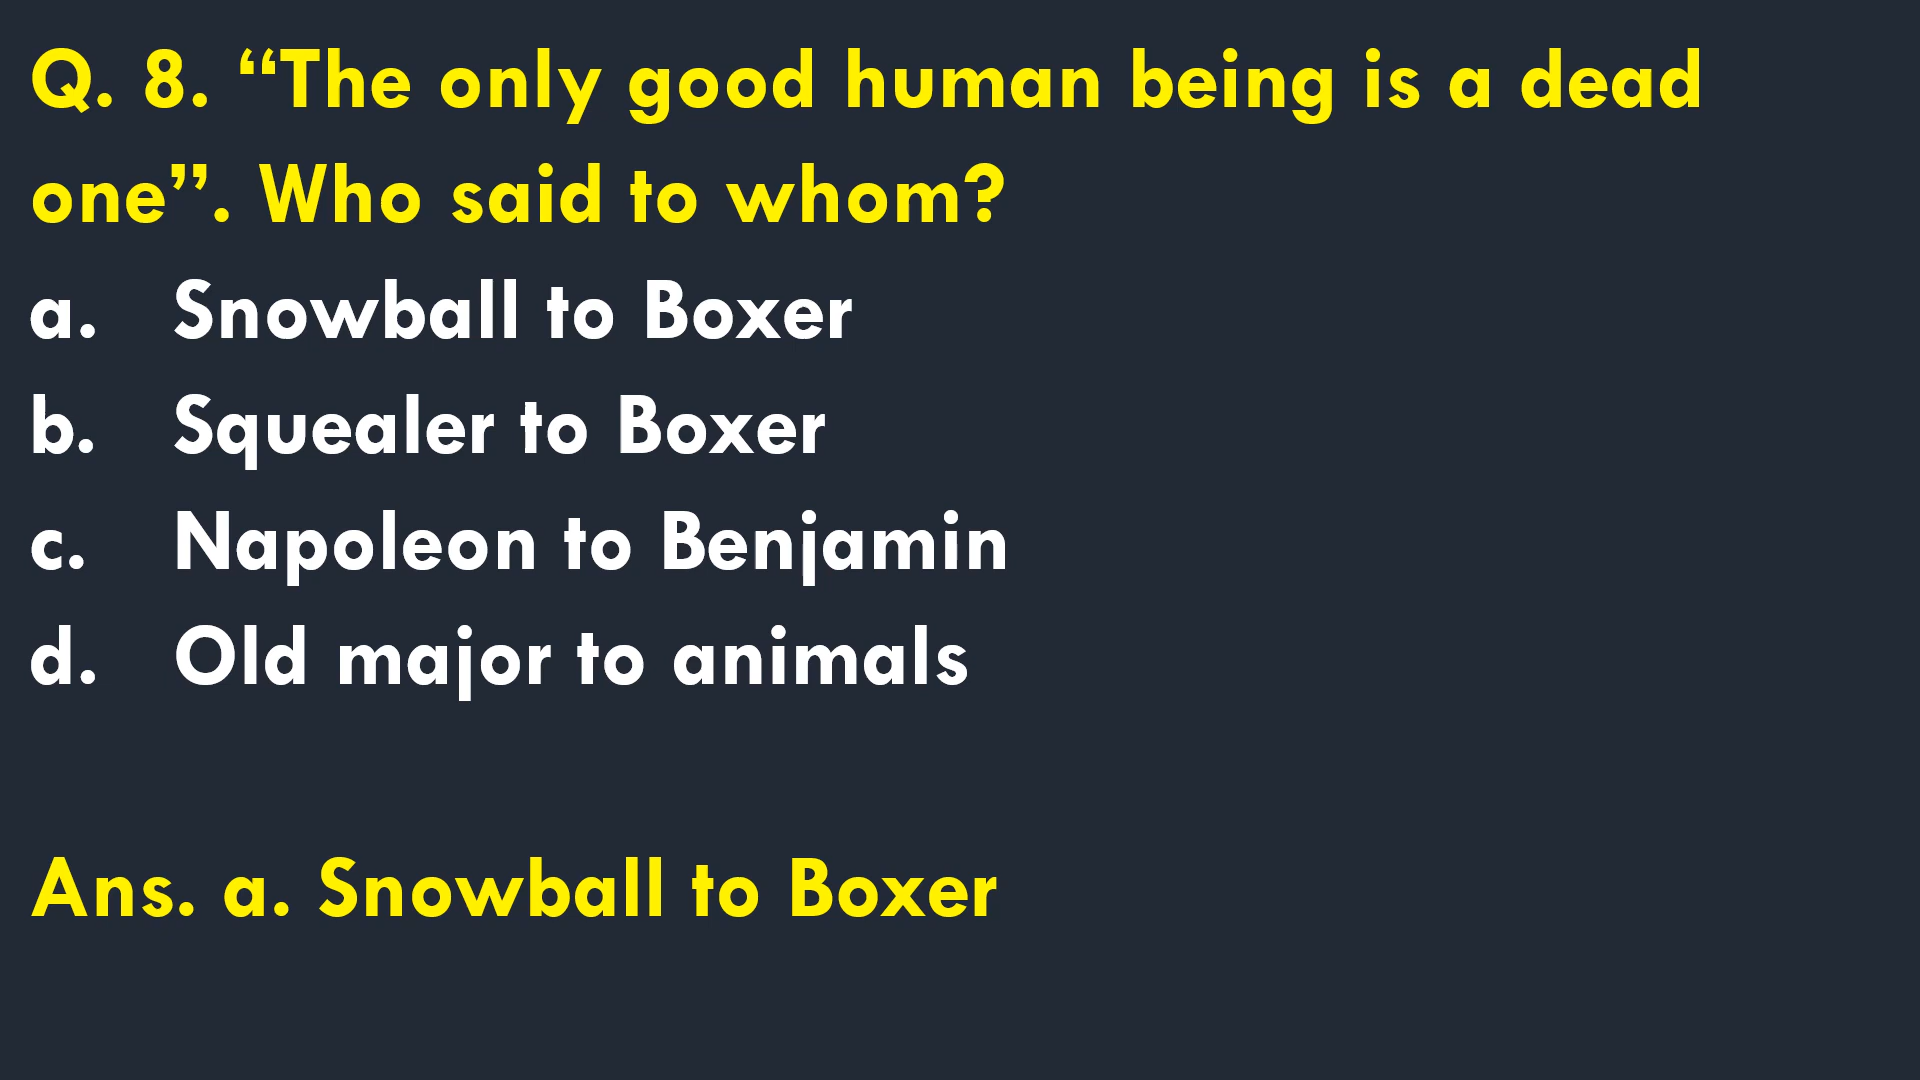 Q. 8. “The only good human being is a dead
one”. Who said to whom?
a. Snowball to Boxer
b. Squealer to Boxer
c. Napoleon to Benjamin
d. Old major to animals
Ans. a. Snowball to Boxer